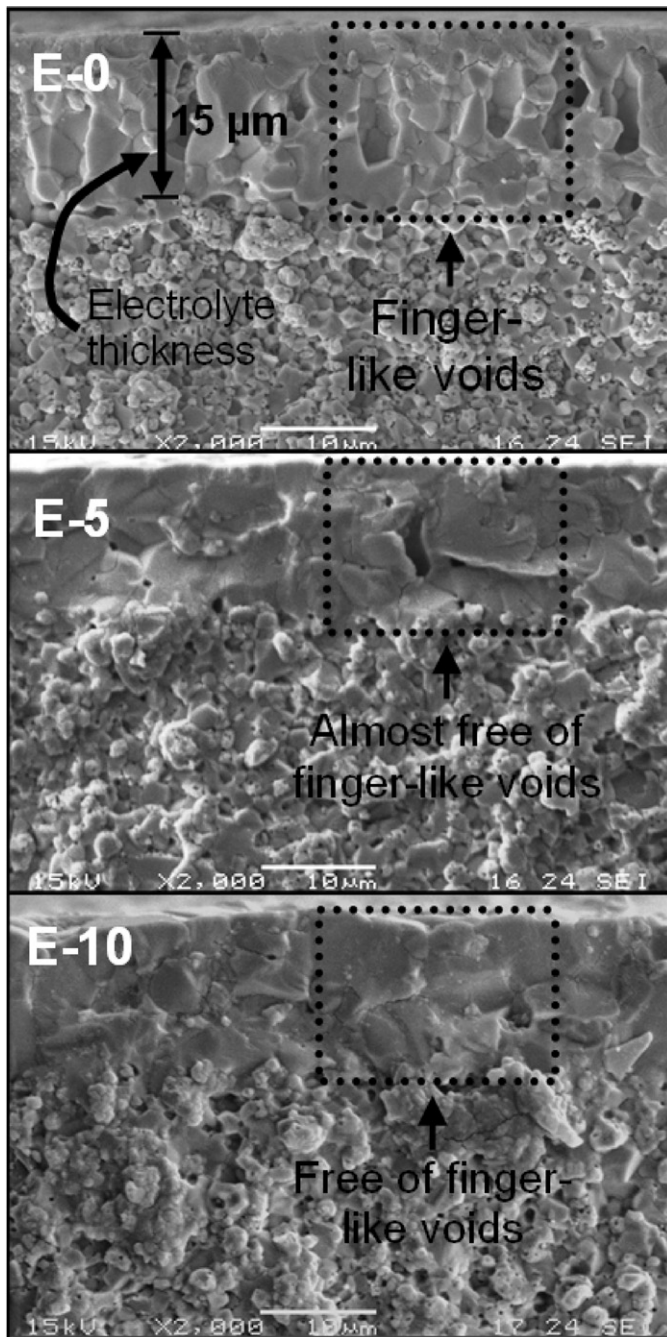 E-0
15 µm
Electrolyte
thickness
Finger-
like voids
15kV X2,000 10µm 16 24 SEI
E-5
Almost free of
finger-like voids
15kV X2,000 10µm 16 24 SEI
E-10
Free of finger-
like voids
15kV X2,000 10µm 17 24 SEI